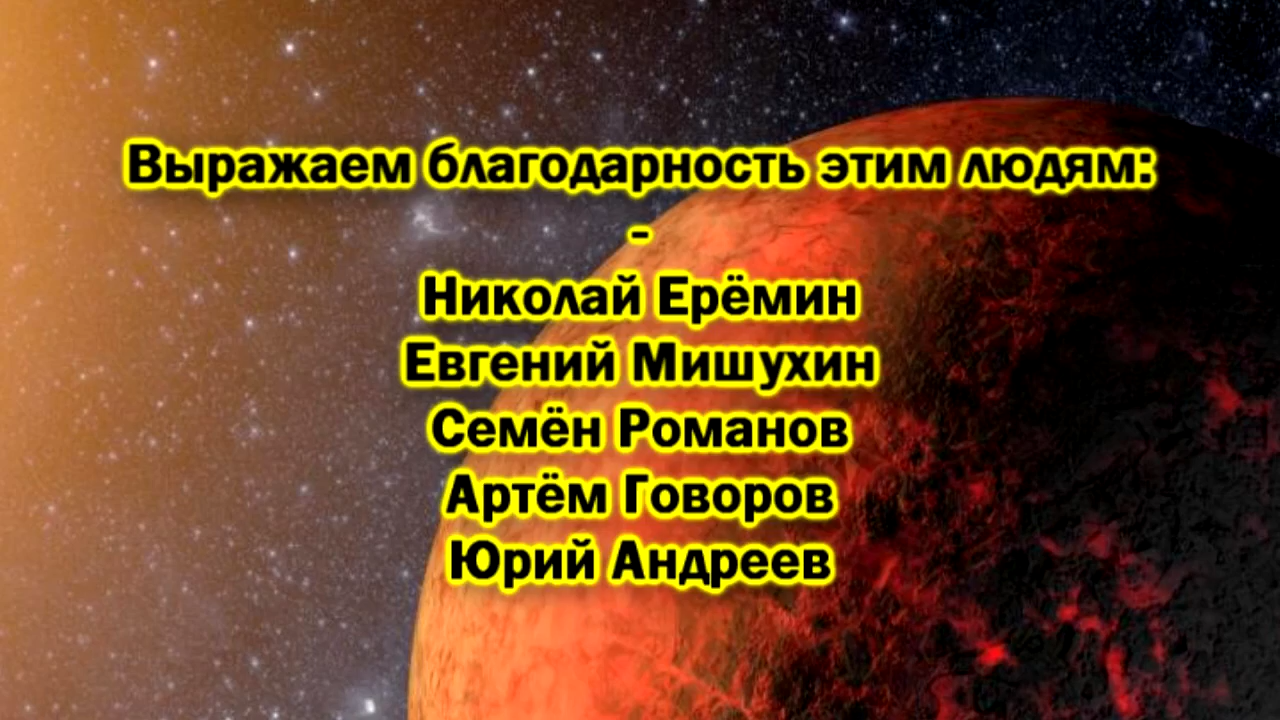 Выражаем благодарность этим людям:
-
Николай Ерёмин
Евгений Мишухин
Семён Романов
Артём Говоров
Юрий Андреев